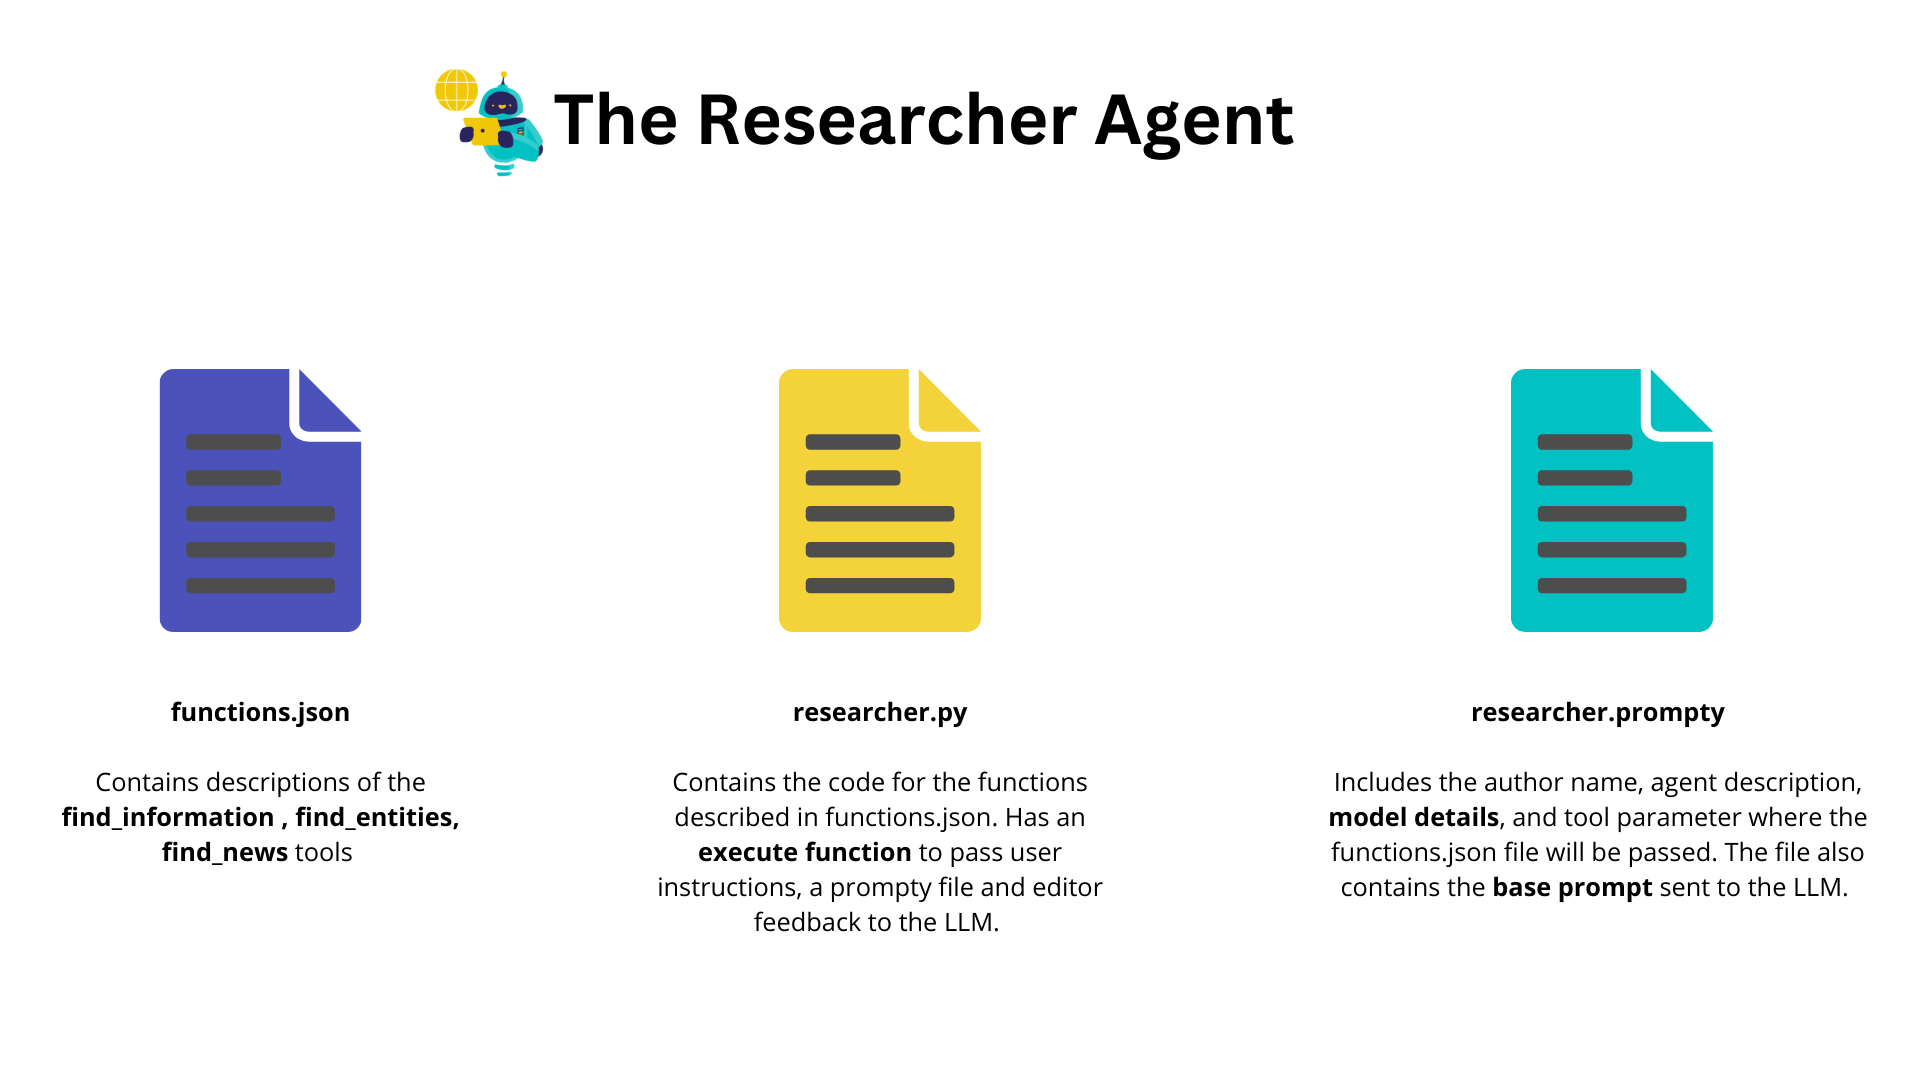 The Researcher Agent
functions.json
Contains descriptions of the
find_information , find_entities,
find_news tools
researcher.py
Contains the code for the functions
described in functions.json. Has an
execute function to pass user
instructions, a prompty file and editor
feedback to the LLM.
researcher.prompty
Includes the author name, agent description,
model details, and tool parameter where the
functions.json file will be passed. The file also
contains the base prompt sent to the LLM.